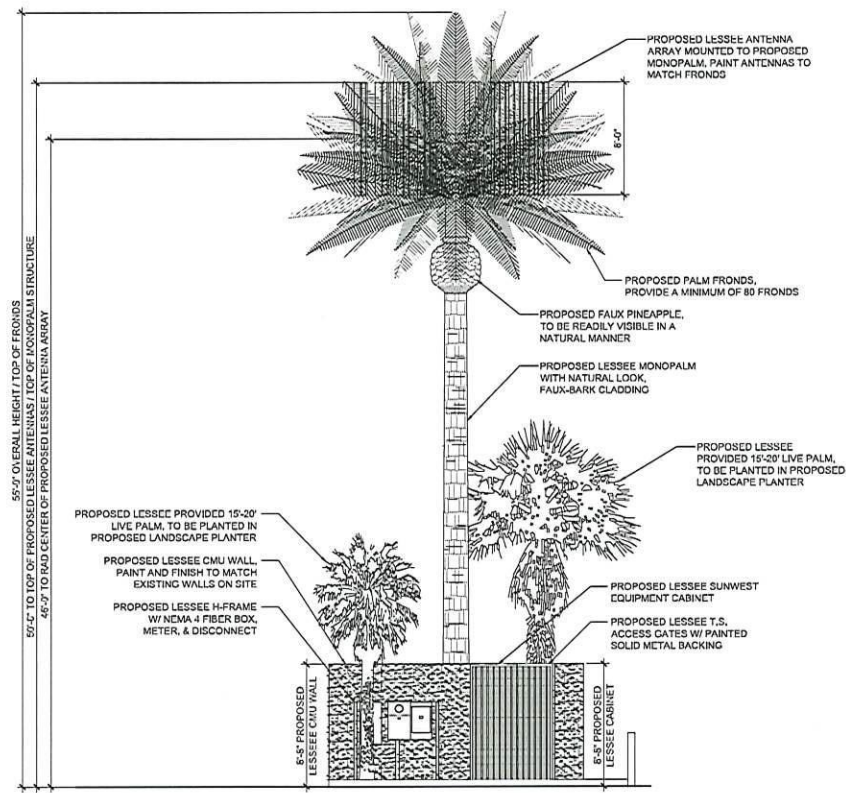 PROPOSED LESSEE ANTENNA
ARRAY MOUNTED TO PROPOSED
MONOPALM, PAINT ANTENNAS TO
MATCH FRONDS
8'-0"
PROPOSED PALM FRONDS,
PROVIDE A MINIMUM OF 80 FRONDS
PROPOSED FAUX PINEAPPLE,
TO BE READILY VISIBLE IN A
NATURAL MANNER
PROPOSED LESSEE MONOPALM
WITH NATURAL LOOK,
FAUX-BARK CLADDING
PROPOSED LESSEE
PROVIDED 15'-20' LIVE PALM,
TO BE PLANTED IN PROPOSED
LANDSCAPE PLANTER
55'-0" OVERALL HEIGHT / TOP OF FRONDS
50'-0" TO TOP OF PROPOSED LESSEE ANTENNAS / TOP OF MONOPALM STRUCTURE
46'-0" TO RAD CENTER OF PROPOSED LESSEE ANTENNA ARRAY
PROPOSED LESSEE PROVIDED 15'-20'
LIVE PALM, TO BE PLANTED IN
PROPOSED LANDSCAPE PLANTER
PROPOSED LESSEE CMU WALL,
PAINT AND FINISH TO MATCH
EXISTING WALLS ON SITE
PROPOSED LESSEE H-FRAME
W/ NEMA 4 FIBER BOX,
METER, & DISCONNECT
PROPOSED LESSEE SUNWEST
EQUIPMENT CABINET
PROPOSED LESSEE T.S.
ACCESS GATES W/ PAINTED
SOLID METAL BACKING
PROPOSED
LESSEEE CMU WALL
PROPOSED
LESSEE CABINET